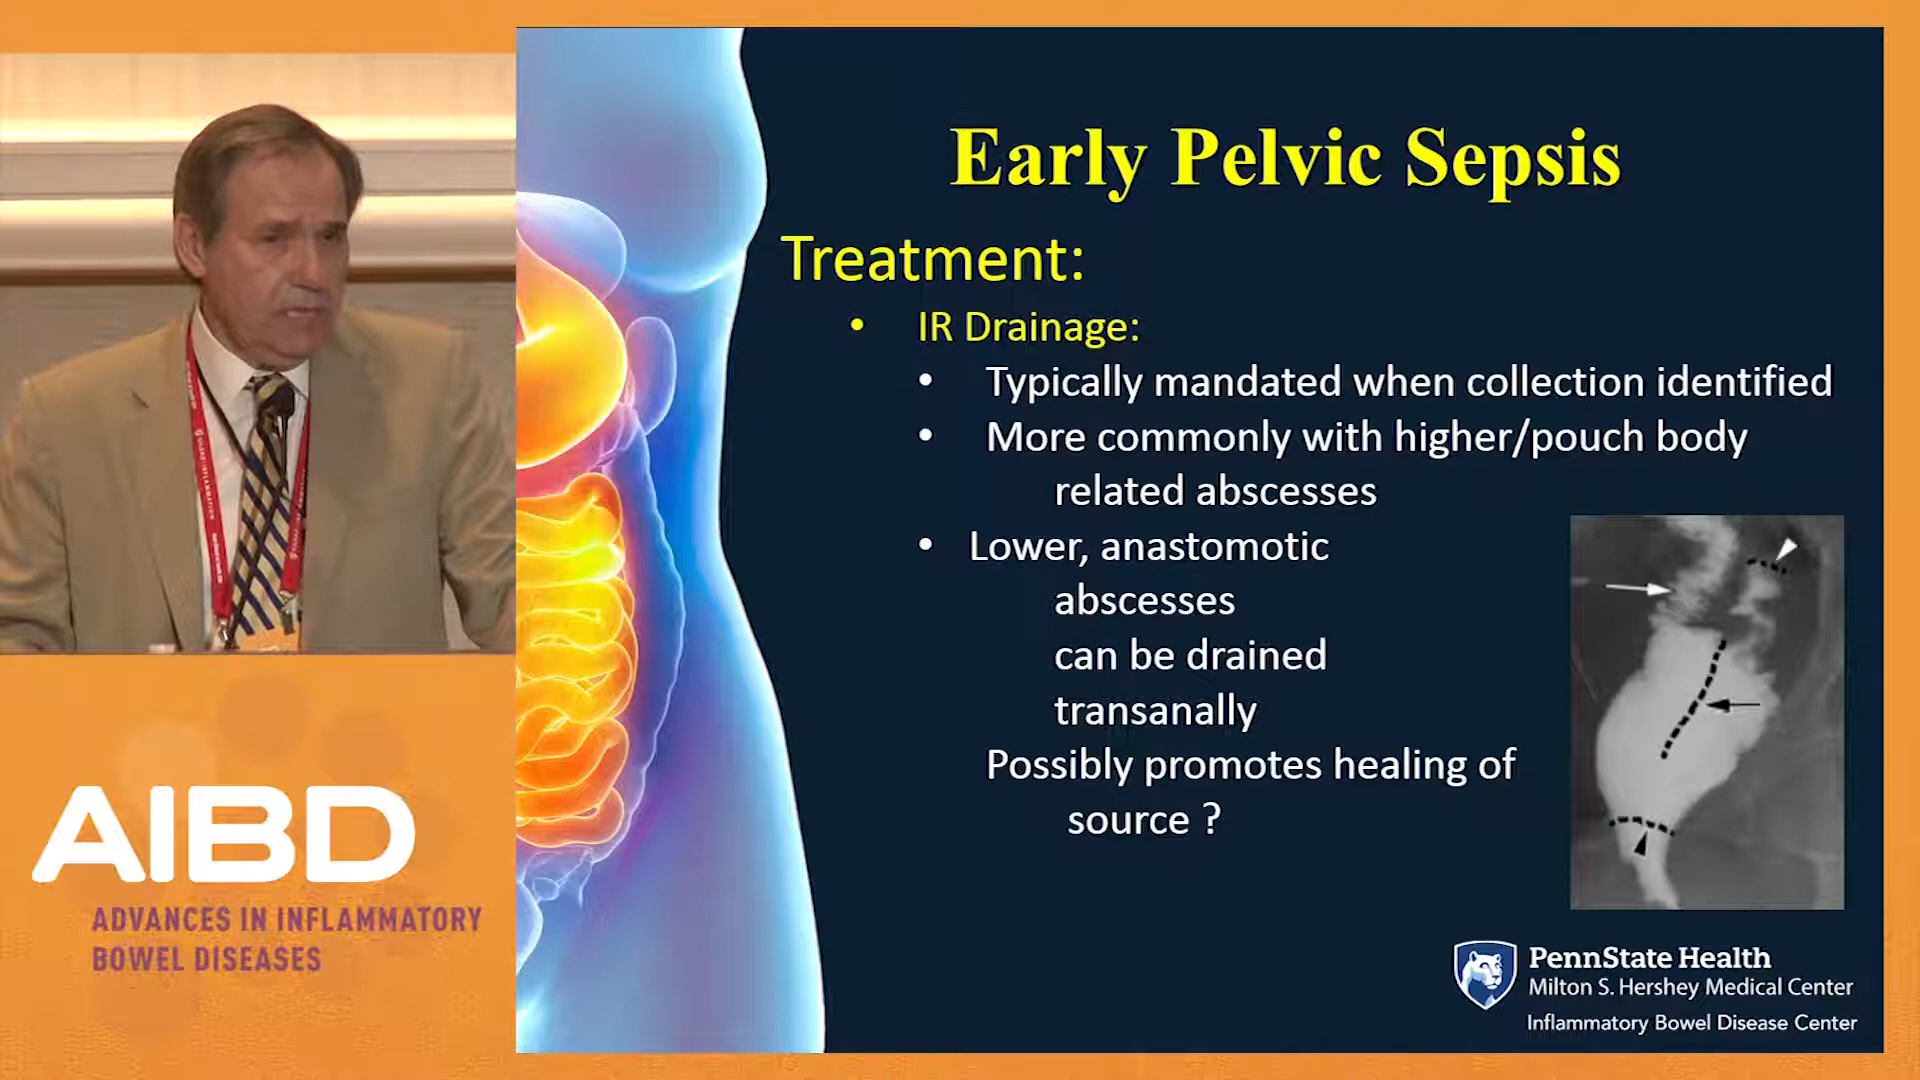 Early Pelvic Sepsis
Treatment:
• IR Drainage:
• Typically mandated when collection identified
• More commonly with higher/pouch body
related abscesses
• Lower, anastomotic
abscesses
can be drained
transanally
Possibly promotes healing of
source ?
AIBD
ADVANCES IN INFLAMMATORY
BOWEL DISEASES
PennState Health
Milton S. Hershey Medical Center
Inflammatory Bowel Disease Center